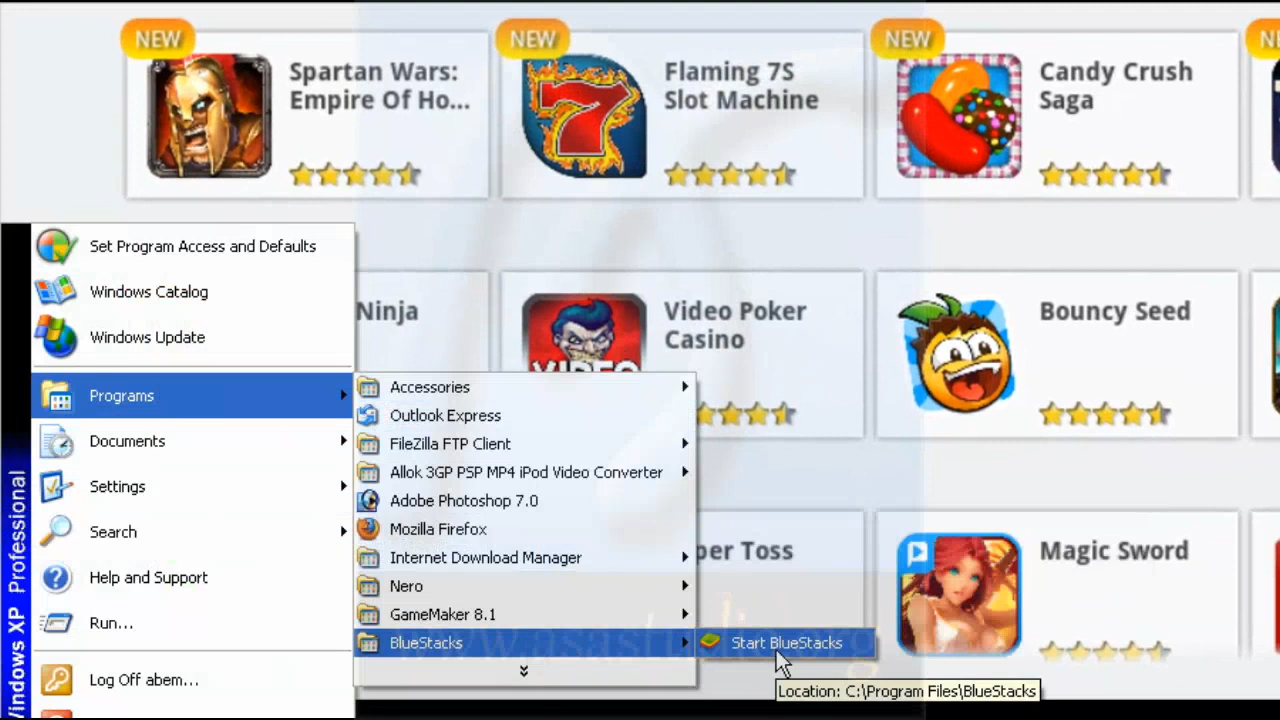 NEW
Spartan Wars:
Empire Of Ho...
NEW
Flaming 7S
Slot Machine
NEW
Candy Crush
Saga
Ninja
VIDEO
Video Poker
Casino
Bouncy Seed
per Toss
Magic Sword
Windows XP Professional
Set Program Access and Defaults
Windows Catalog
Windows Update
Programs
Documents
Settings
Search
Help and Support
Run...
Log Off abem...
Accessories
Outlook Express
FileZilla FTP Client
Allok 3GP PSP MP4 iPod Video Converter
Adobe Photoshop 7.0
Mozilla Firefox
Internet Download Manager
Nero
GameMaker 8.1
BlueStacks
Start BlueStacks
Location: C:\Program Files\BlueStacks